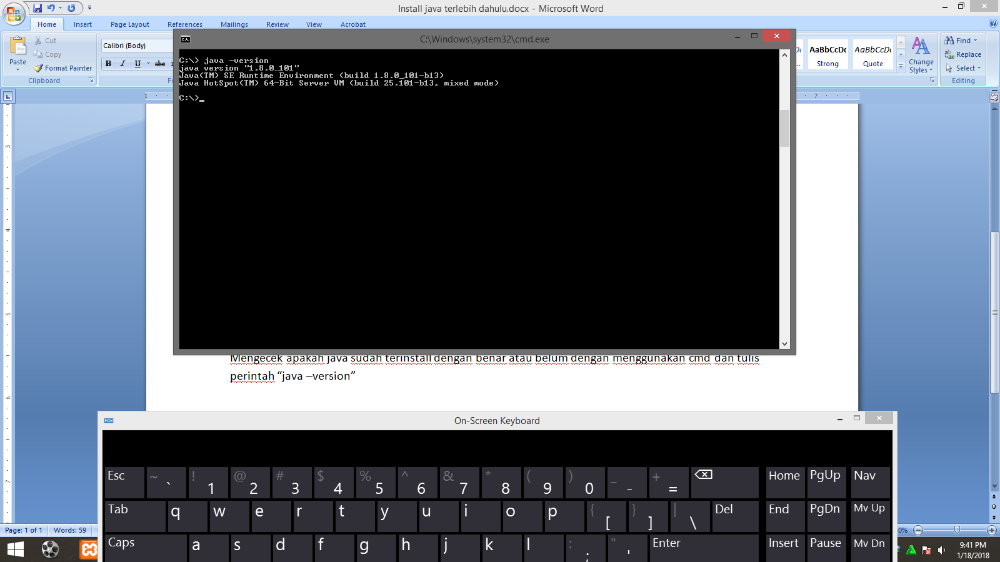 Install java terlebih dahulu.docx - Microsoft Word
Home Insert Page Layout References Mailings Review View Acrobat
Paste
Cut
Copy
Format Painter
Clipboard
Calibri (Body)
B I U abc
AaBbCcDc AaBbCcDc
Strong Quote
Change Styles
Find
Replace
Select
Editing
C:\Windows\system32\cmd.exe
C:\> java -version
java version "1.8.0_101"
Java(TM) SE Runtime Environment (build 1.8.0_101-b13)
Java HotSpot(TM) 64-Bit Server VM (build 25.101-b13, mixed mode)
C:\>_
Mengecek apakah java sudah terinstall dengan benar atau belum dengan menggunakan cmd dan tulis
perintah “java –version”
On-Screen Keyboard
Esc ~ ` ! 1 @ 2 # 3 $ 4 % 5 ^ 6 & 7 * 8 ( 9 ) 0 _ - + = Home PgUp Nav
Tab q w e r t y u i o p { [ } ] | \ Del End PgDn Mv Up
Caps a s d f g h j k l : ; " ' Enter Insert Pause Mv Dn
Page: 1 of 1 Words: 59
9:41 PM
1/18/2018